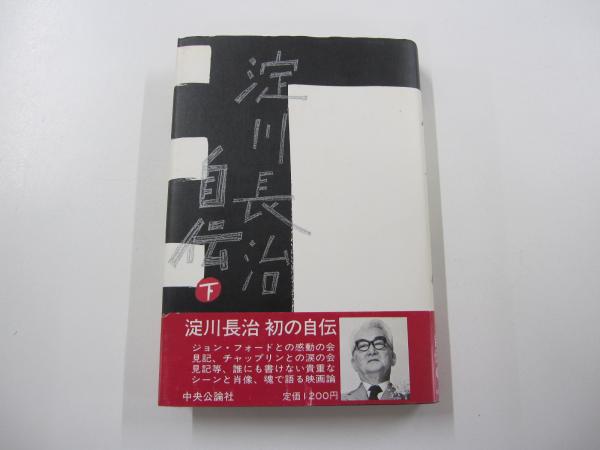 淀川長治
自伝
下
淀川長治 初の自伝
ジョン・フォードとの感動の会
見記、チャップリンとの涙の会
見記等、誰にも書けない貴重な
シーンと肖像、魂で語る映画論
中央公論社 定価1200円